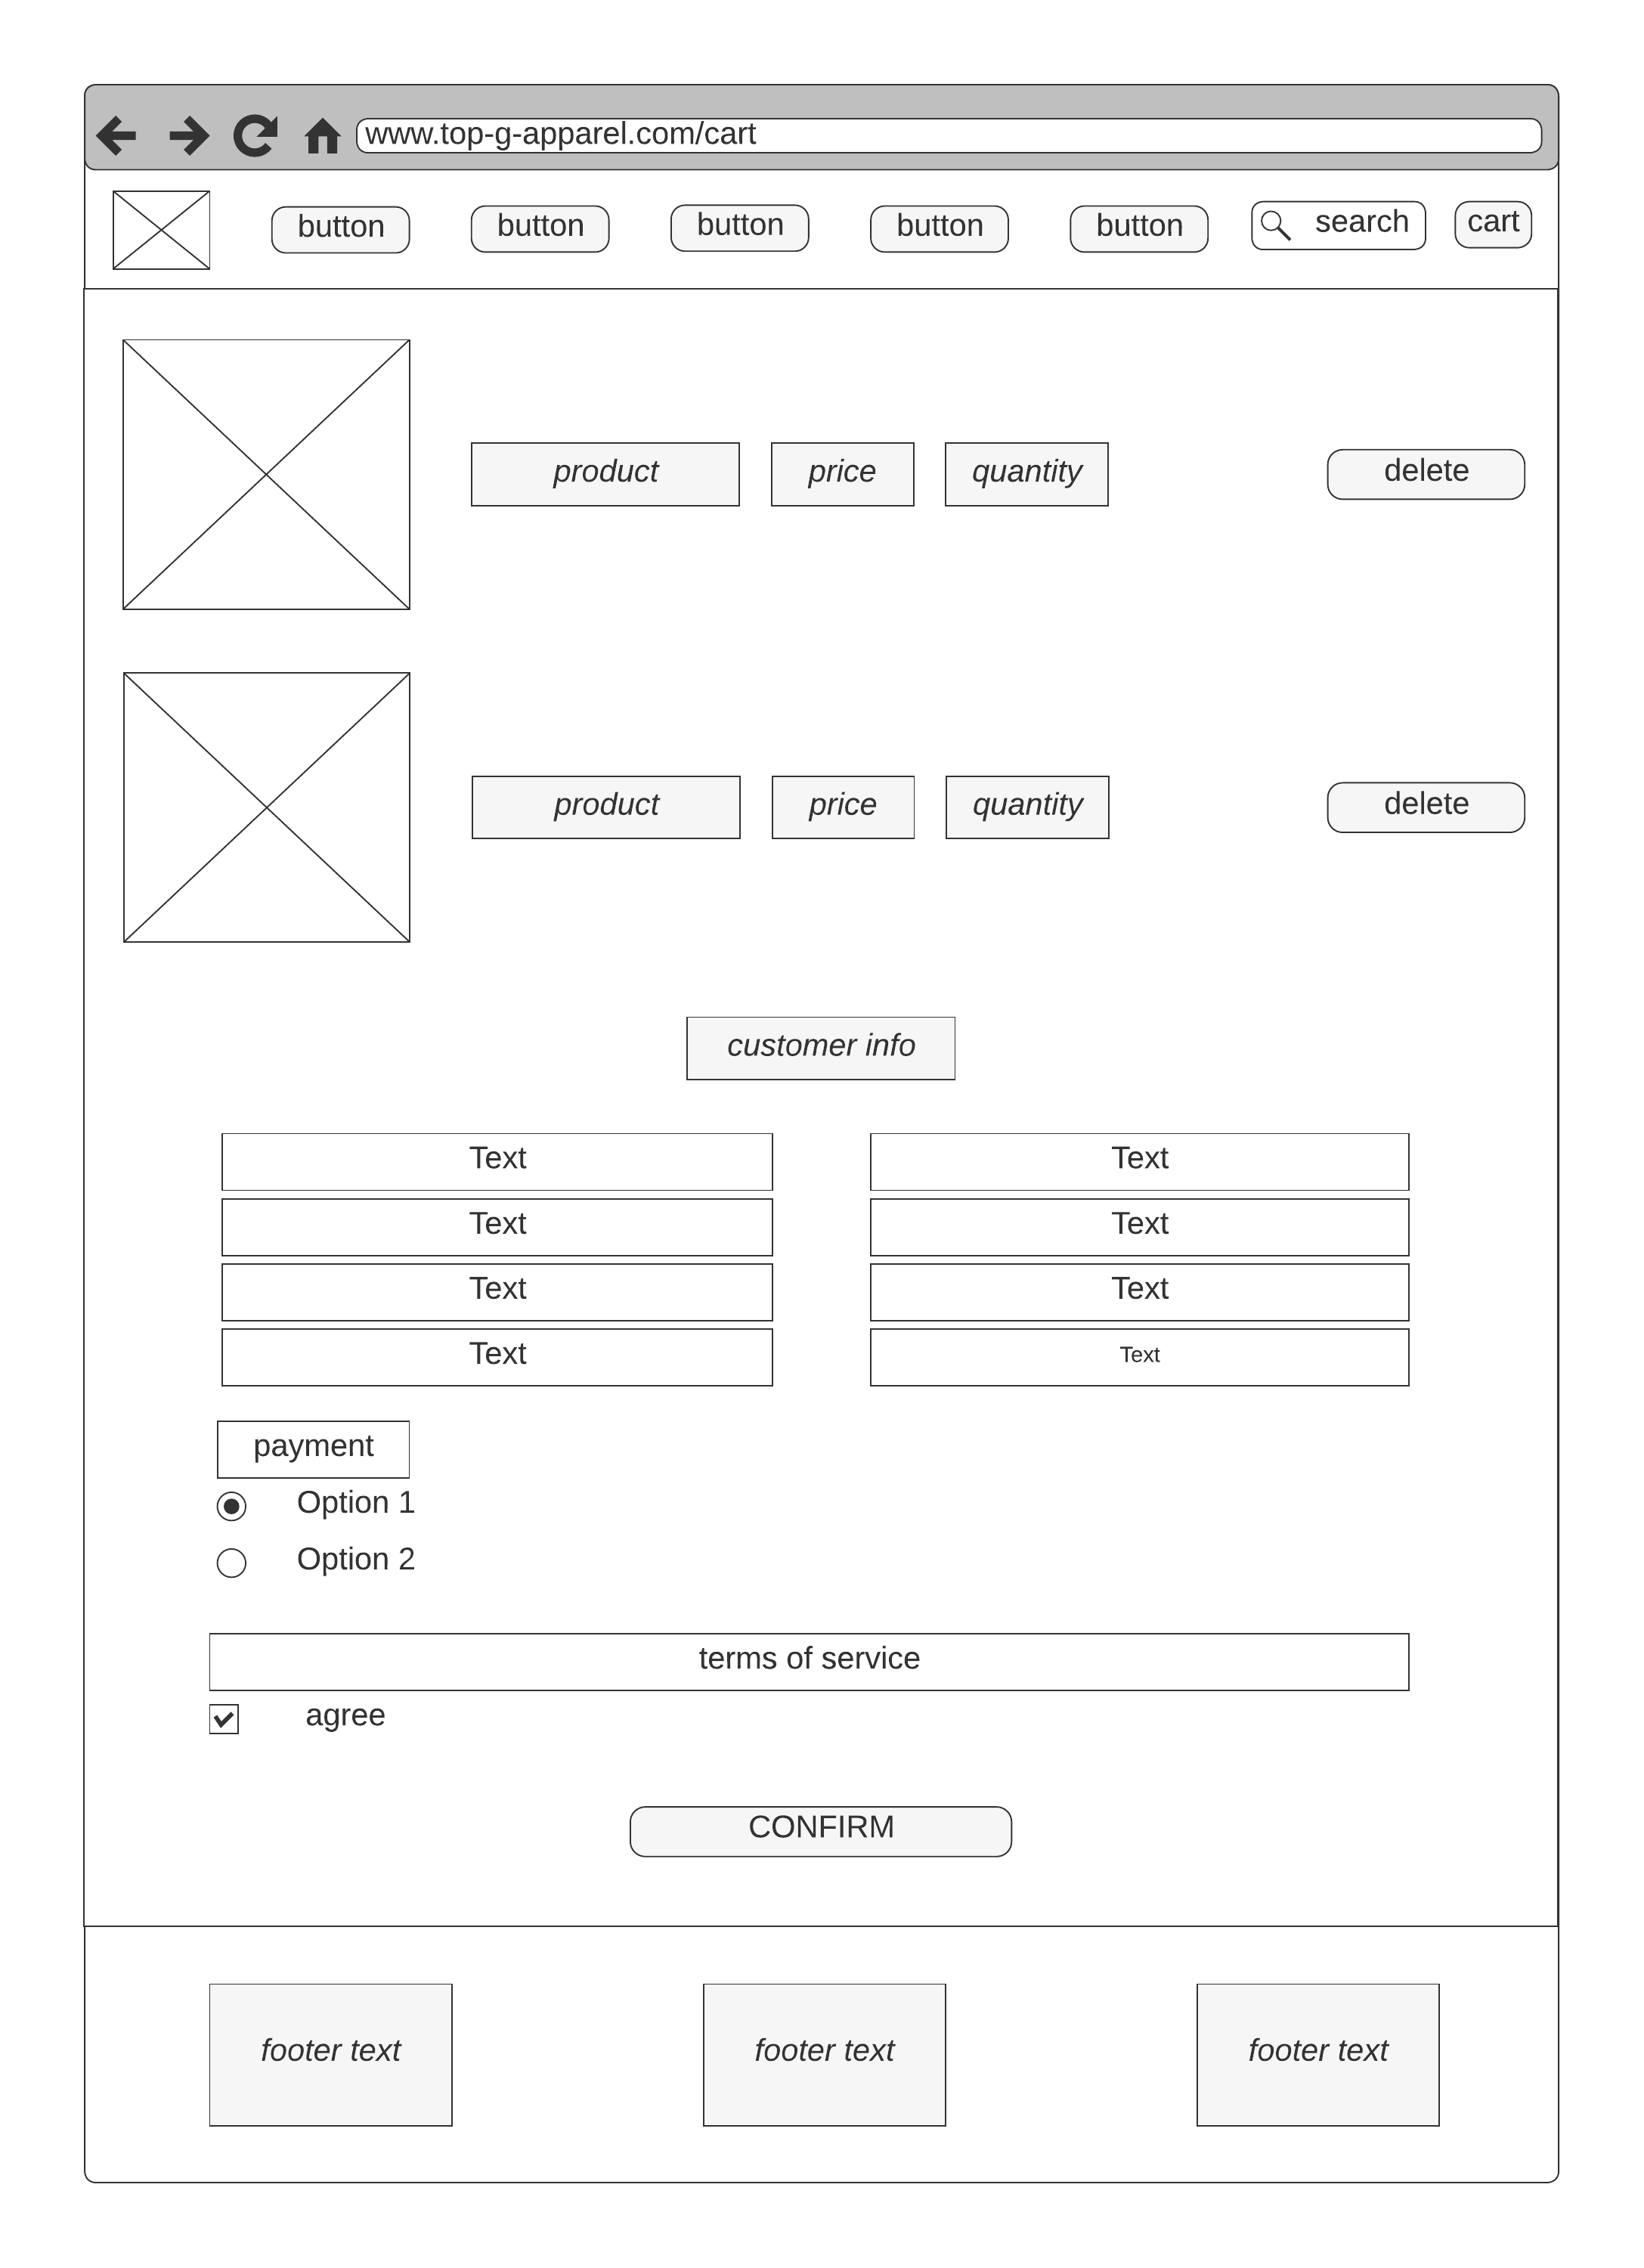 www.top-g-apparel.com/cart
button button button button button search cart
product price quantity delete
product price quantity delete
customer info
Text Text
Text Text
Text Text
Text Text
payment
Option 1
Option 2
terms of service
agree
CONFIRM
footer text footer text footer text